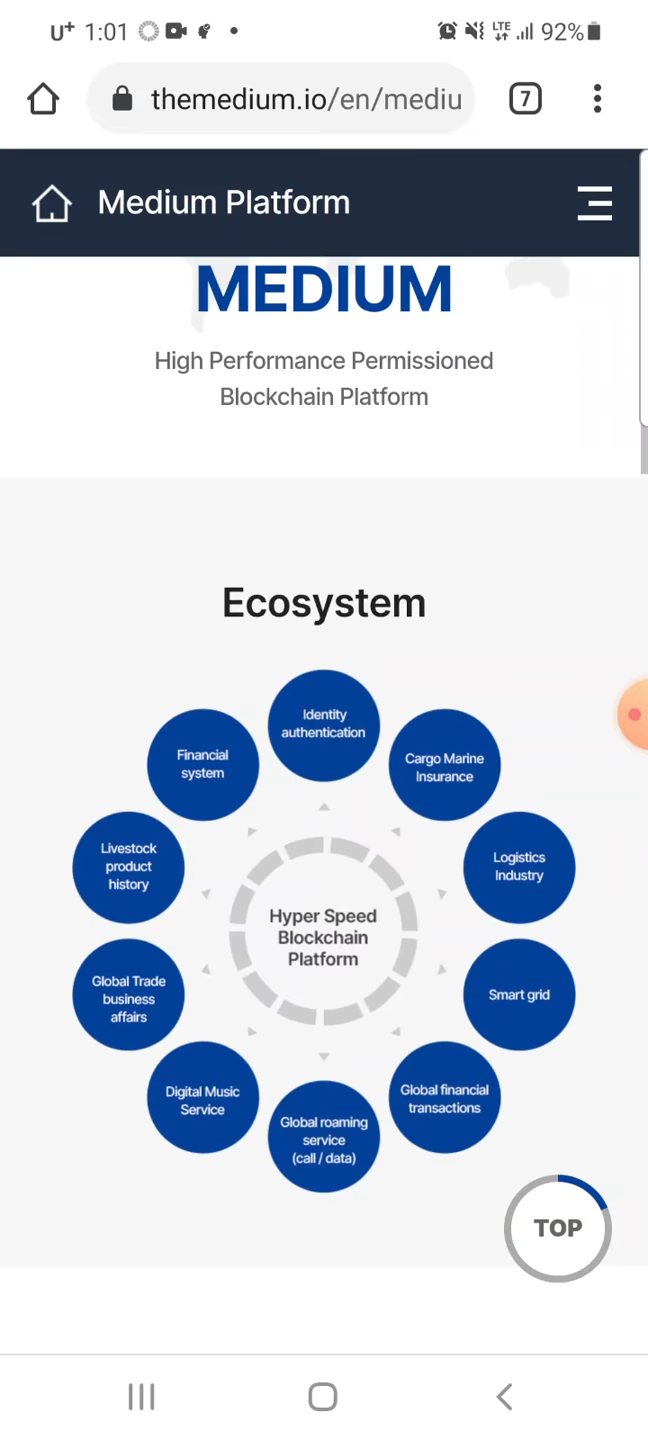 U+ 1:01 LTE 92%
themedium.io/en/mediu 7
Medium Platform
MEDIUM
High Performance Permissioned
Blockchain Platform
Ecosystem
Identity
authentication
Cargo Marine
Insurance
Logistics
Industry
Smart grid
Global financial
transactions
Global roaming
service
(call / data)
Digital Music
Service
Global Trade
business
affairs
Livestock
product
history
Financial
system
Hyper Speed
Blockchain
Platform
TOP